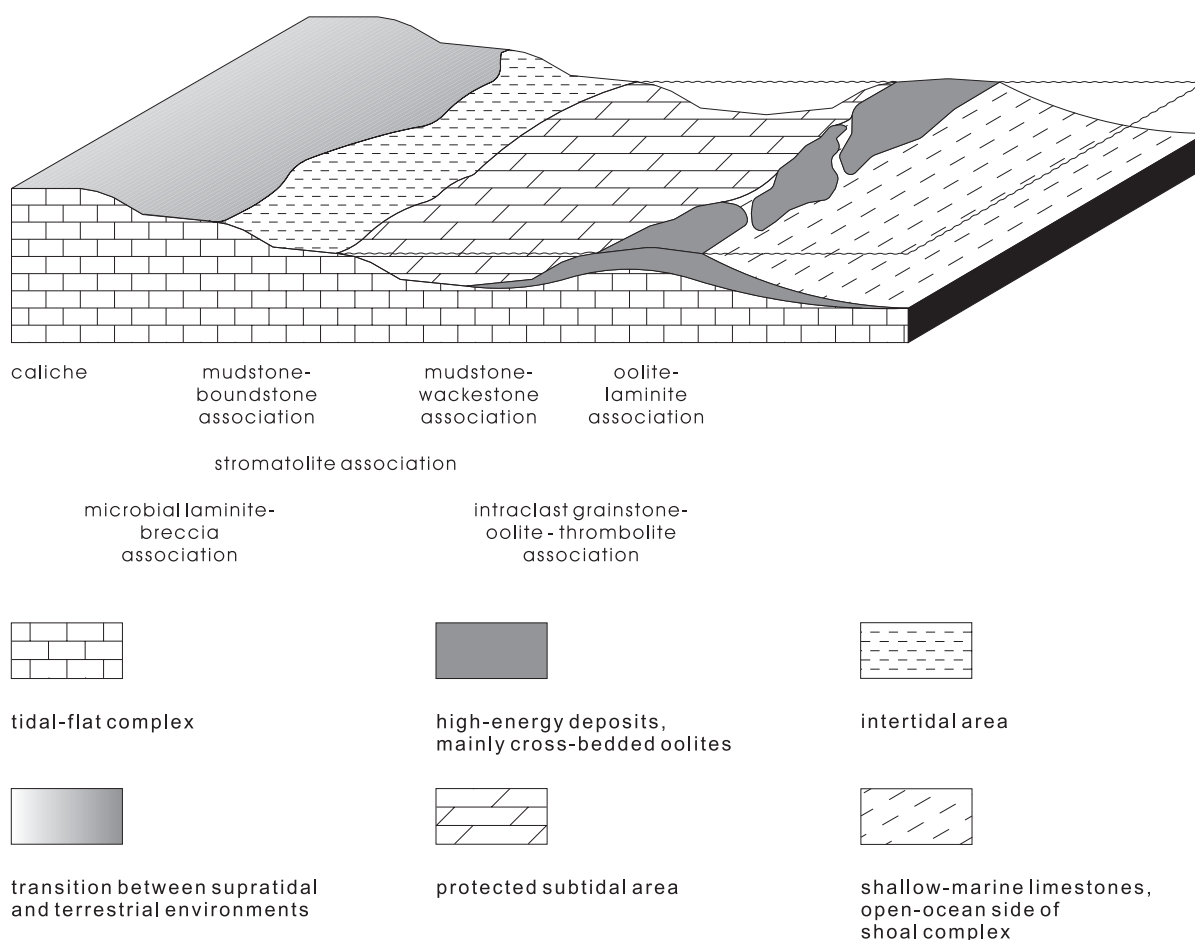 caliche
mudstone-
boundstone
association
mudstone-
wackestone
association
oolite-
laminite
association
stromatolite association
microbial laminite-
breccia
association
intraclast grainstone-
oolite - thrombolite
association
tidal-flat complex
high-energy deposits,
mainly cross-bedded oolites
intertidal area
transition between supratidal
and terrestrial environments
protected subtidal area
shallow-marine limestones,
open-ocean side of
shoal complex